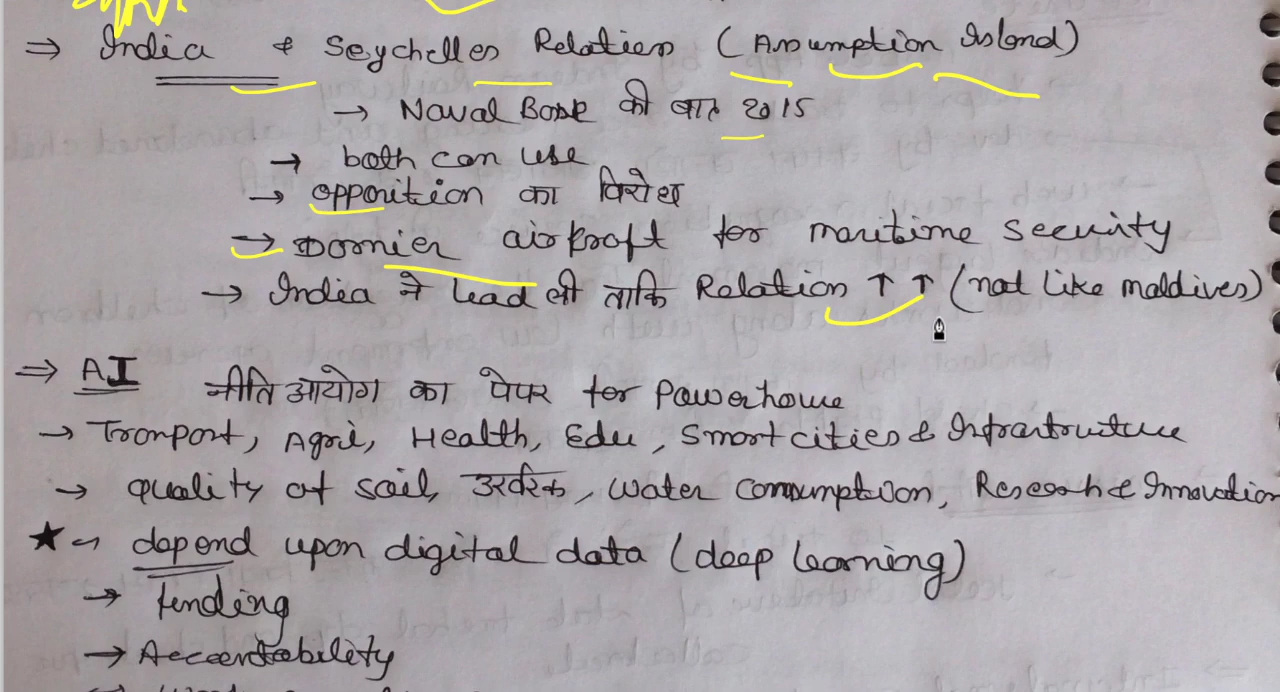 ⇒ India & Seychelles Relation (Assumption Island)
→ Naval Base की बात 2015
→ both can use
→ opposition का विरोध
→ Dornier aircraft for maritime security
→ India ने Lead ली ताकि Relation ↑ ↑ (not like maldives)
⇒ AI नीति आयोग का पेपर for Powerhouse
→ Transport, Agri, Health, Edu, Smart cities & Infrastructure
→ quality of soil, उर्वरक, water consumption, Research & Innovation
★ → depend upon digital data (deep learning)
→ funding
→ Accountability